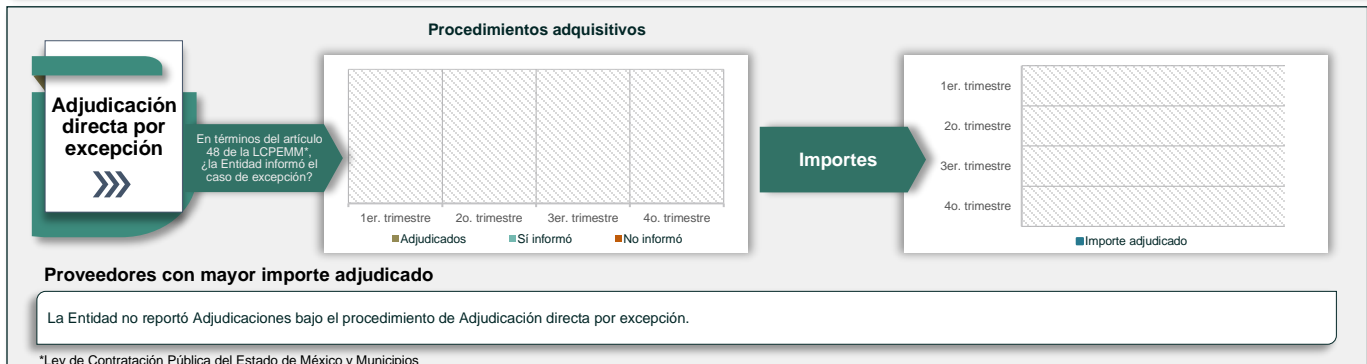 Procedimientos adquisitivos
Adjudicación
directa por
excepción
En términos del artículo
48 de la LCPEMM*,
¿la Entidad informó el
caso de excepción?
1er. trimestre 2o. trimestre 3er. trimestre 4o. trimestre
Adjudicados Sí informó No informó
Importes
1er. trimestre
2o. trimestre
3er. trimestre
4o. trimestre
Importe adjudicado
Proveedores con mayor importe adjudicado
La Entidad no reportó Adjudicaciones bajo el procedimiento de Adjudicación directa por excepción.
*Ley de Contratación Pública del Estado de México y Municipios